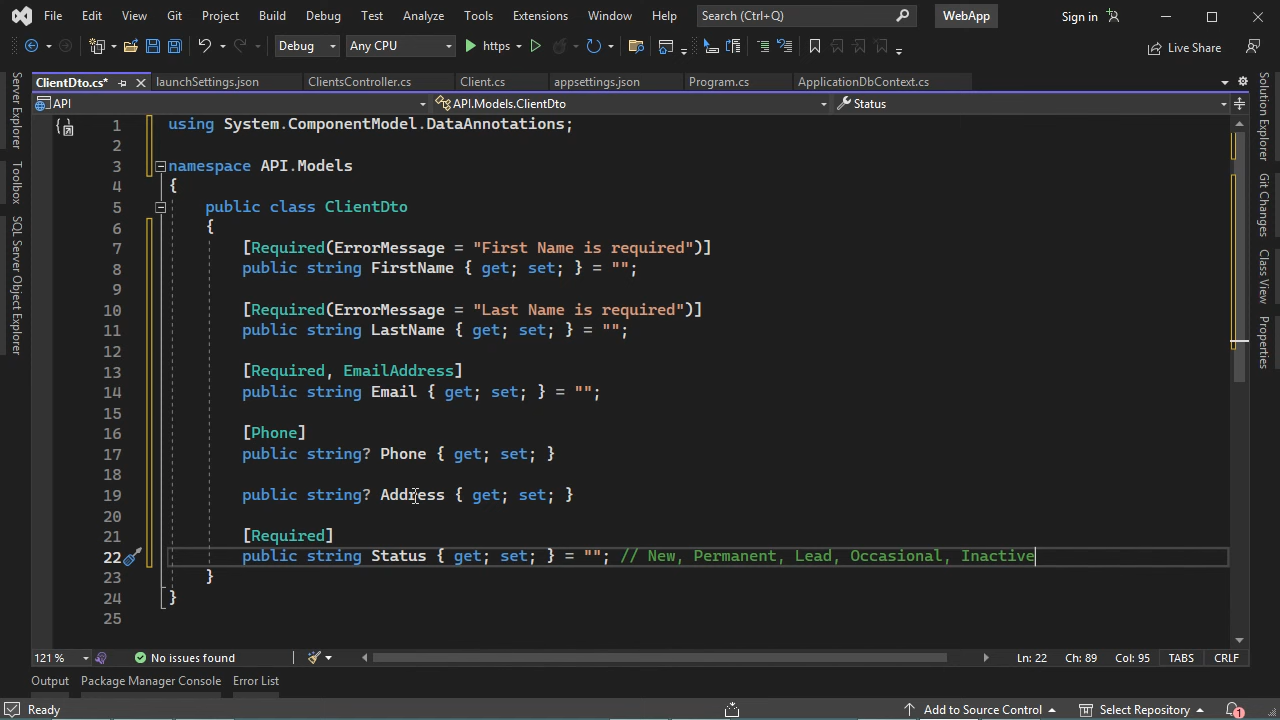 File Edit View Git Project Build Debug Test Analyze Tools Extensions Window Help Search (Ctrl+Q) WebApp Sign in
Debug Any CPU https Live Share
ClientDto.cs* launchSettings.json ClientsController.cs Client.cs appsettings.json Program.cs ApplicationDbContext.cs
API API.Models.ClientDto Status
Server Explorer
Toolbox
SQL Server Object Explorer
1 using System.ComponentModel.DataAnnotations;
2
3 namespace API.Models
4 {
5 public class ClientDto
6 {
7 [Required(ErrorMessage = "First Name is required")]
8 public string FirstName { get; set; } = "";
9
10 [Required(ErrorMessage = "Last Name is required")]
11 public string LastName { get; set; } = "";
12
13 [Required, EmailAddress]
14 public string Email { get; set; } = "";
15
16 [Phone]
17 public string? Phone { get; set; }
18
19 public string? Address { get; set; }
20
21 [Required]
22 public string Status { get; set; } = ""; // New, Permanent, Lead, Occasional, Inactive
23 }
24 }
25
Solution Explorer
Git Changes
Class View
Properties
121 % No issues found Ln: 22 Ch: 89 Col: 95 TABS CRLF
Output Package Manager Console Error List
Ready Add to Source Control Select Repository 1